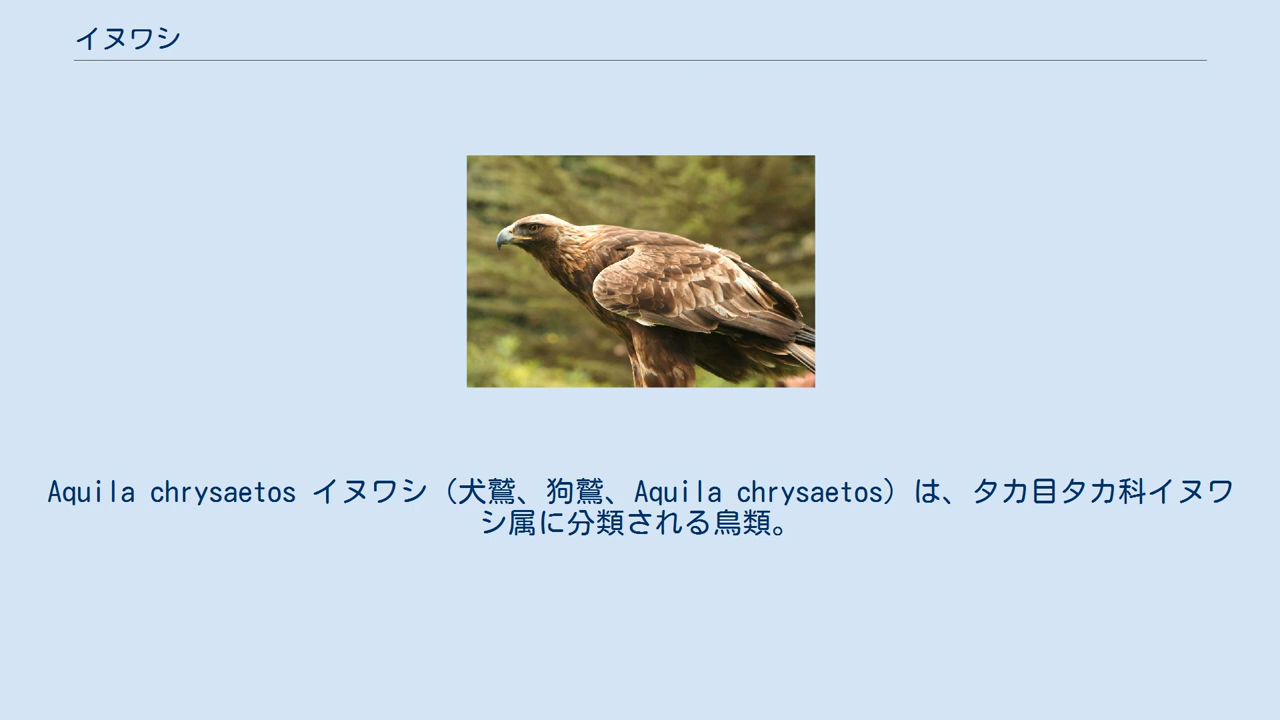 イヌワシ
Aquila chrysaetos イヌワシ（犬鷲、狗鷲、Aquila chrysaetos）は、タカ目タカ科イヌワ
シ属に分類される鳥類。